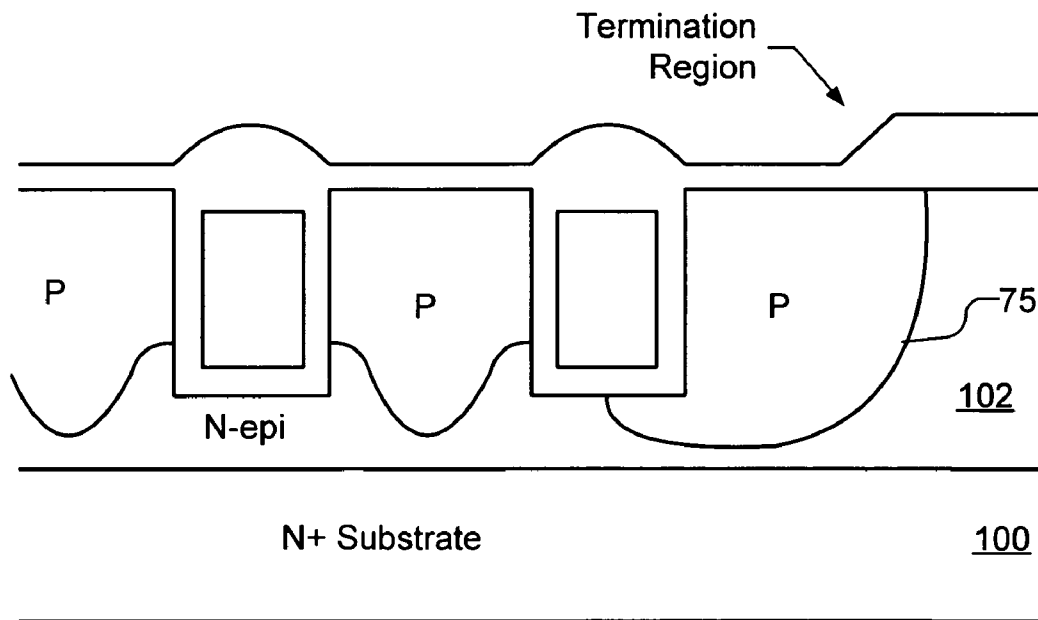 Termination
Region
P
P
P
75
102
N-epi
N+ Substrate
100